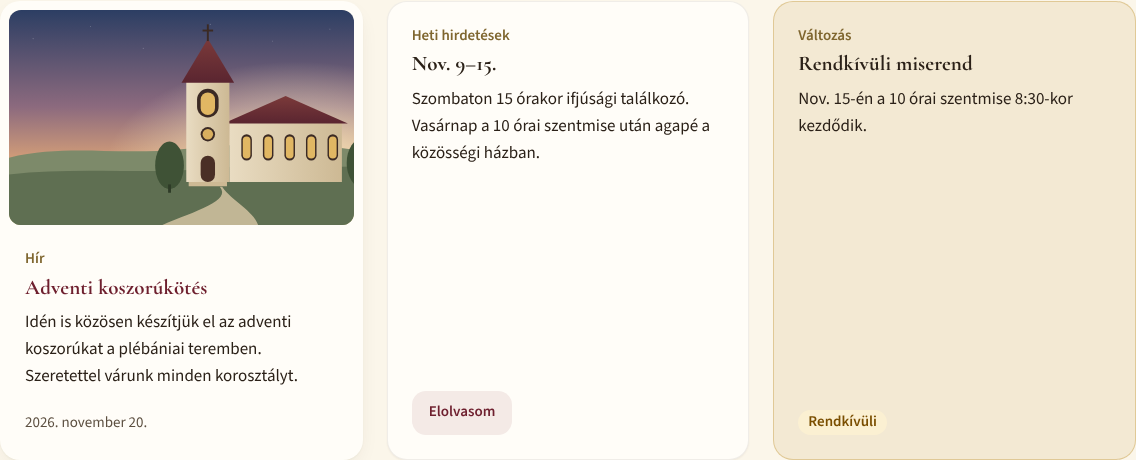 Hír
Adventi koszorúkötés
Idén is közösen készítjük el az adventi
koszorúkat a plébániai teremben.
Szeretettel várunk minden korosztályt.
2026. november 20.
Heti hirdetések
Nov. 9–15.
Szombaton 15 órakor ifjúsági találkozó.
Vasárnap a 10 órai szentmise után agapé a
közösségi házban.
Elolvasom
Változás
Rendkívüli miserend
Nov. 15-én a 10 órai szentmise 8:30-kor
kezdődik.
Rendkívüli